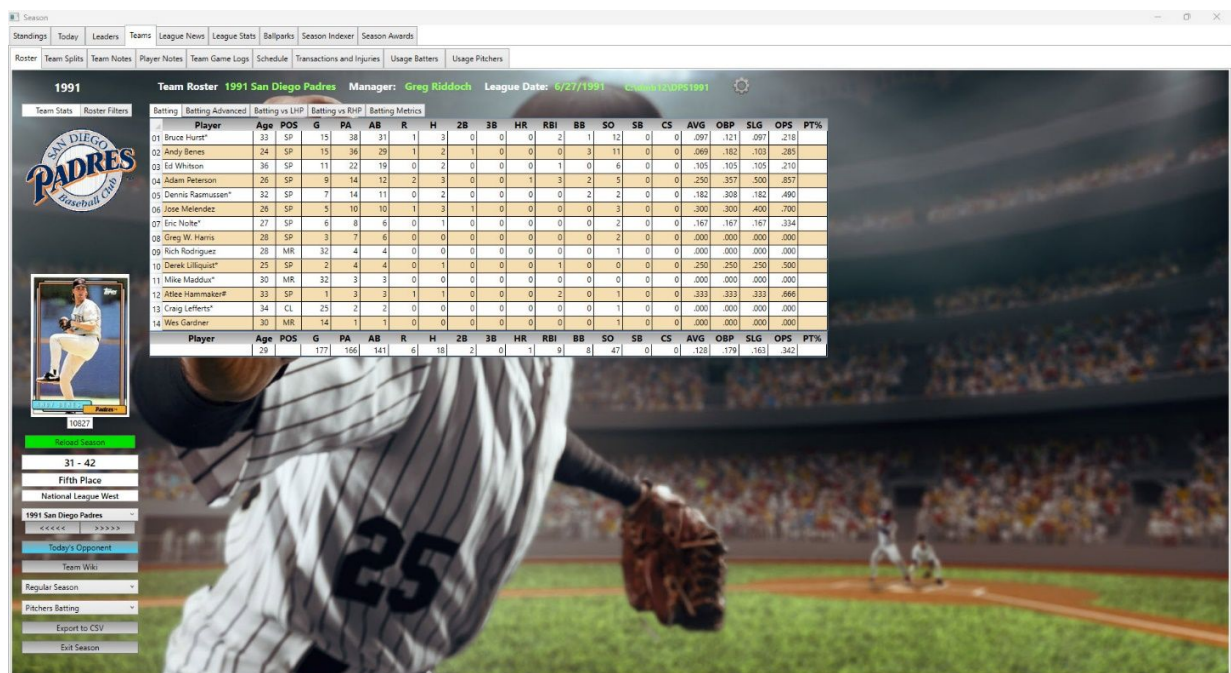 Season
Standings Today Leaders Teams League News League Stats Ballparks Season Indexer Season Awards
Roster Team Splits Team Notes Player Notes Team Game Logs Schedule Transactions and Injuries Usage Batters Usage Pitchers
1991 Team Roster 1991 San Diego Padres Manager: Greg Riddoch League Date: 6/27/1991
Team Stats Roster Filters Batting Batting Advanced Batting vs LHP Batting vs RHP Batting Metrics
Player Age POS G PA AB R H 2B 3B HR RBI BB SO SB CS AVG OBP SLG OPS PT%
01 Bruce Hurst* 33 SP 15 38 31 1 3 0 0 0 2 1 12 0 0 .097 .121 .097 .218
02 Andy Benes 24 SP 15 36 29 1 2 1 0 0 0 3 11 0 0 .069 .182 .103 .285
03 Ed Whitson 36 SP 11 22 19 0 2 0 0 0 1 0 6 0 0 .105 .105 .105 .210
04 Adam Peterson 26 SP 9 14 12 2 3 0 0 1 3 2 5 0 0 .250 .357 .500 .857
05 Dennis Rasmussen* 32 SP 7 14 11 0 2 0 0 0 0 2 2 0 0 .182 .308 .182 .490
06 Jose Melendez 26 SP 5 10 10 1 3 1 0 0 0 0 3 0 0 .300 .300 .400 .700
07 Eric Nolte* 27 SP 6 8 6 0 1 0 0 0 0 0 2 0 0 .167 .167 .167 .334
08 Greg W. Harris 28 SP 3 7 6 0 0 0 0 0 0 0 2 0 0 .000 .000 .000 .000
09 Rich Rodriguez 28 MR 32 4 4 0 0 0 0 0 0 0 1 0 0 .000 .000 .000 .000
10 Derek Lilliquist* 25 SP 2 4 4 0 1 0 0 0 1 0 0 0 0 .250 .250 .250 .500
11 Mike Maddux* 30 MR 32 3 3 0 0 0 0 0 0 0 0 0 0 .000 .000 .000 .000
12 Atlee Hammaker# 33 SP 1 3 3 1 1 0 0 0 2 0 1 0 0 .333 .333 .333 .666
13 Craig Lefferts* 34 CL 25 2 2 0 0 0 0 0 0 0 1 0 0 .000 .000 .000 .000
14 Wes Gardner 30 MR 14 1 1 0 0 0 0 0 0 0 1 0 0 .000 .000 .000 .000
Player Age POS G PA AB R H 2B 3B HR RBI BB SO SB CS AVG OBP SLG OPS PT%
29 177 166 141 6 18 2 0 1 9 8 47 0 0 .128 .179 .163 .342
SAN DIEGO
PADRES
Baseball Club
Topps
Padres
10827
Reload Season
31 - 42
Fifth Place
National League West
1991 San Diego Padres
<<<<< >>>>>
Today's Opponent
Team Wiki
Regular Season
Pitchers Batting
Export to CSV
Exit Season
25